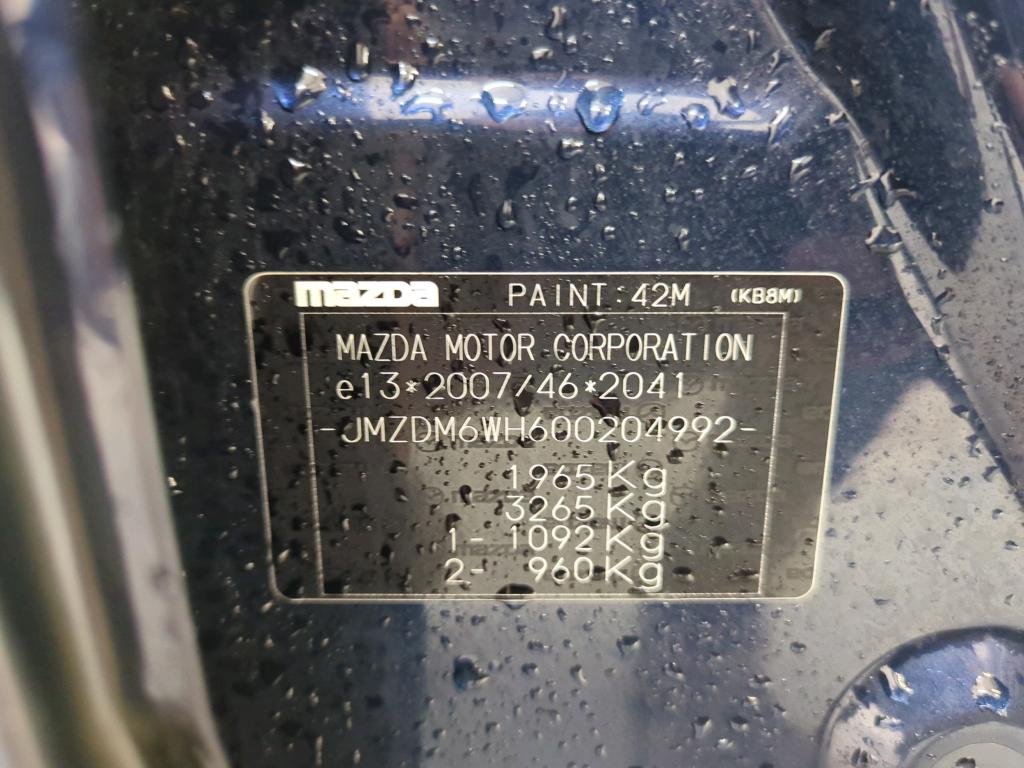 mazda PAINT:42M (KB8M)
MAZDA MOTOR CORPORATION
e13*2007/46*2041
-JMZDM6WH600204992-
1965Kg
3265Kg
1- 1092Kg
2- 960Kg